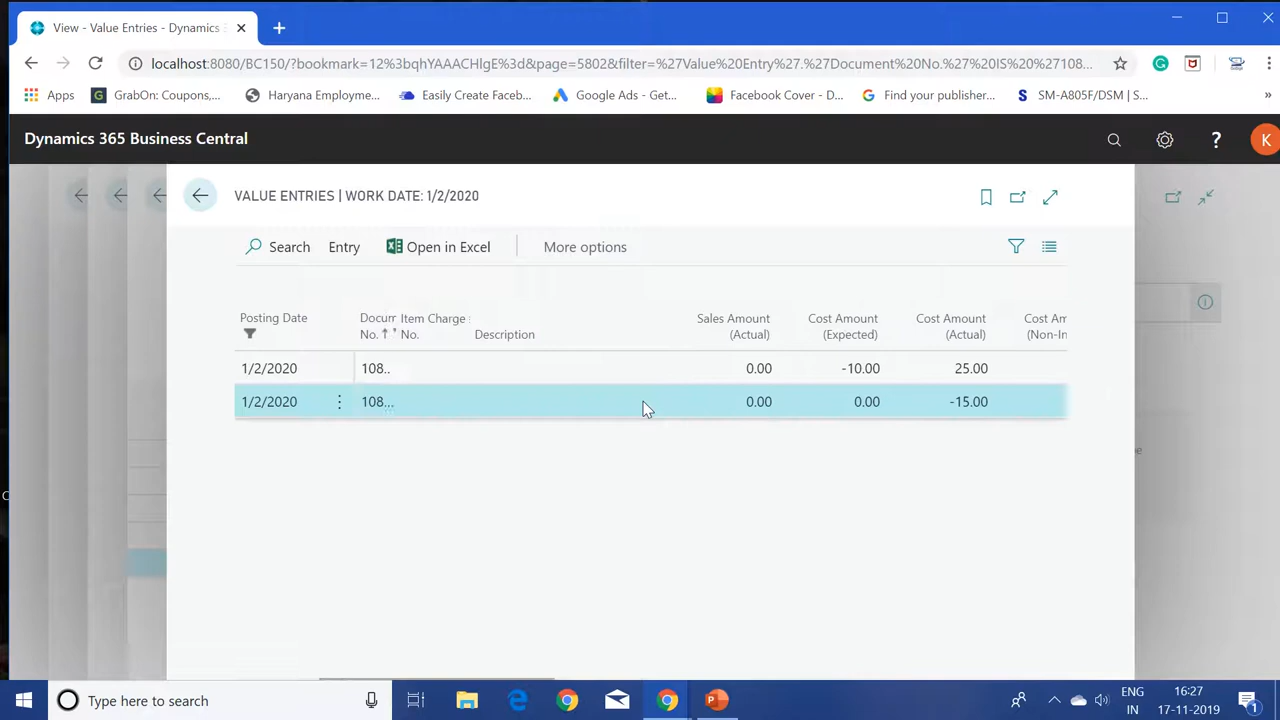 View - Value Entries - Dynamics
localhost:8080/BC150/?bookmark=12%3bqhYAAACHIgE%3d&page=5802&filter=%27Value%20Entry%27.%27Document%20No.%27%20IS%20%27108...
Apps
G GrabOn: Coupons,...
Haryana Employme...
Easily Create Faceb...
Google Ads - Get...
Facebook Cover - D...
G Find your publisher...
S SM-A805F/DSM | S...
»
Dynamics 365 Business Central
?
K
VALUE ENTRIES | WORK DATE: 1/2/2020
Search
Entry
Open in Excel
More options
Posting Date
Docum
No. ↑
Item Charge
No.
Description
Sales Amount
(Actual)
Cost Amount
(Expected)
Cost Amount
(Actual)
Cost Am
(Non-In
1/2/2020 108.. 0.00 -10.00 25.00
1/2/2020 108... 0.00 0.00 -15.00
Type here to search
ENG
IN
16:27
17-11-2019
1